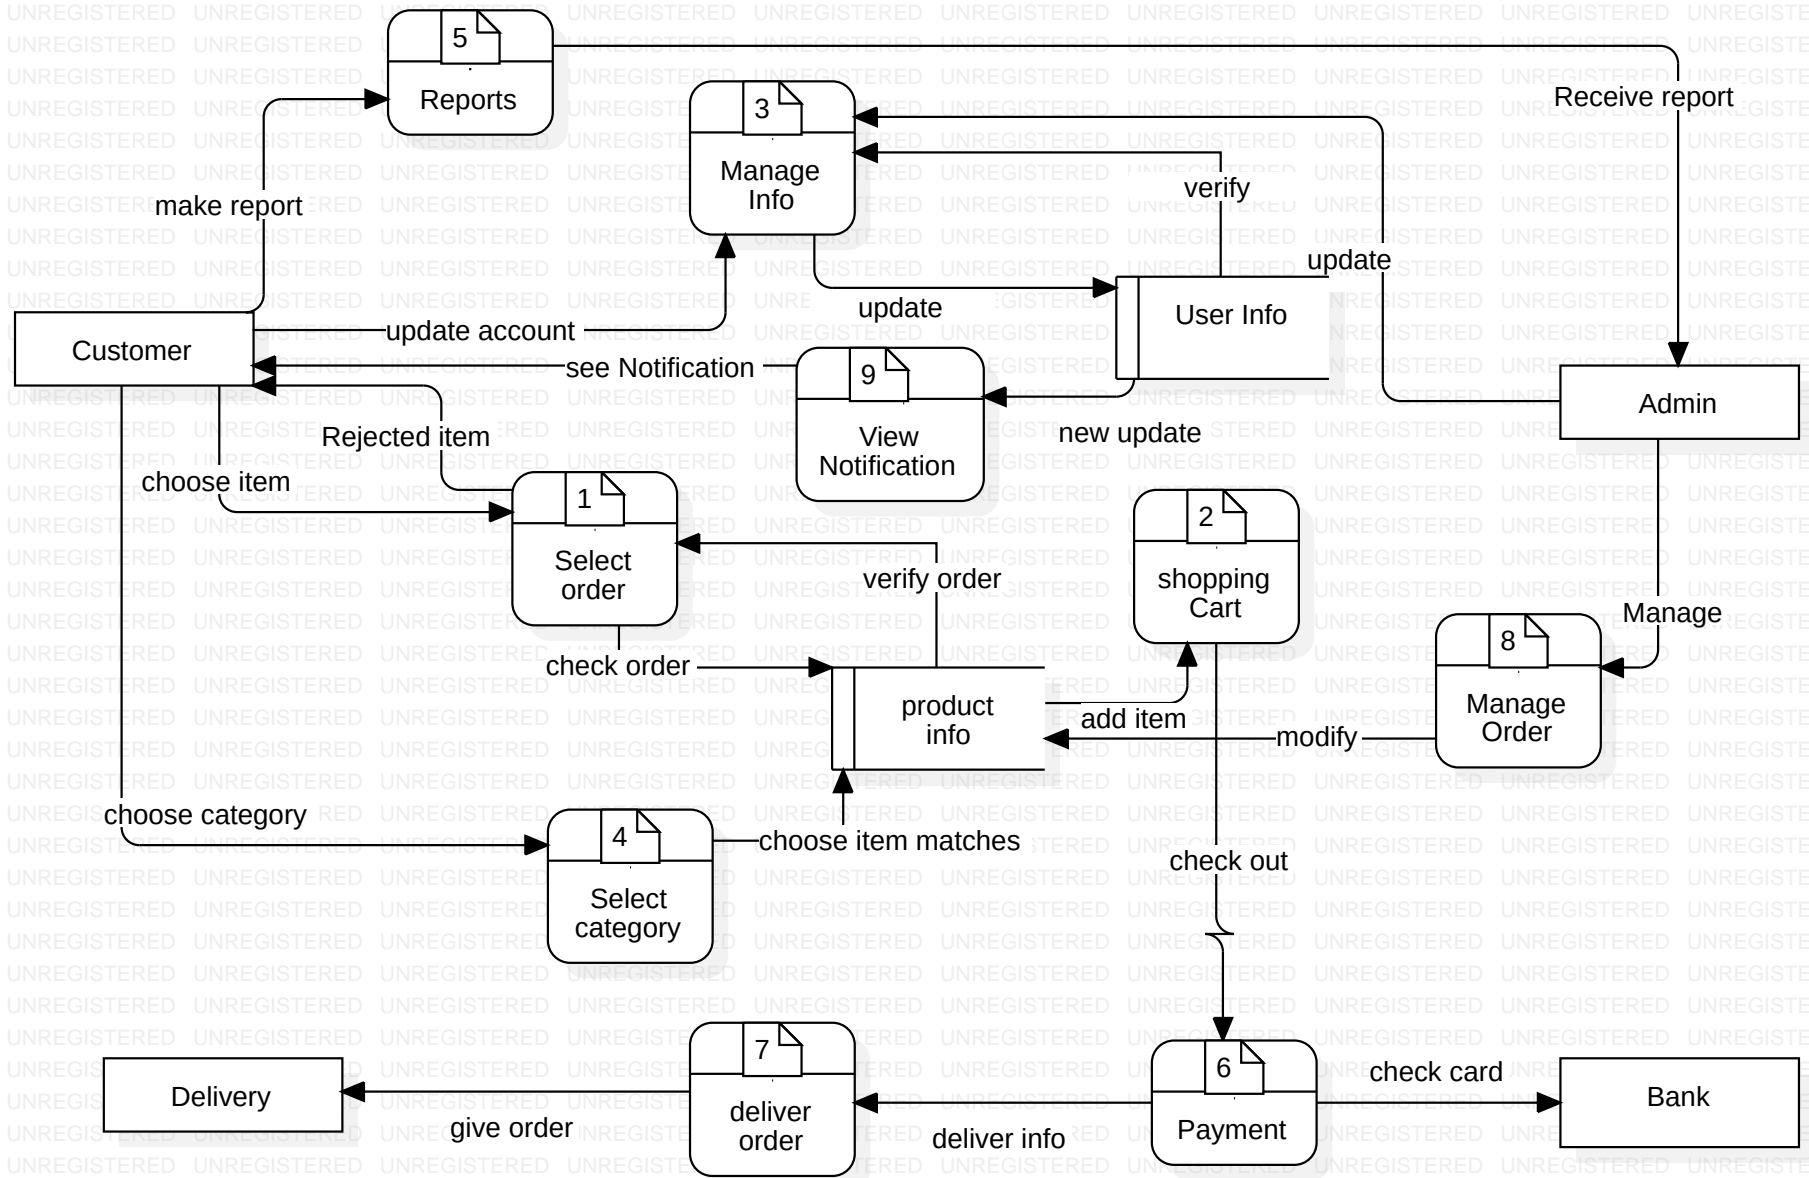 5
Reports
Receive report
3
Manage
Info
verify
make report
update
update
User Info
Customer
update account
see Notification
9
View
Notification
new update
Admin
Rejected item
choose item
1
Select
order
2
shopping
Cart
verify order
Manage
8
Manage
Order
check order
product
info
add item
modify
choose category
4
Select
category
choose item matches
check out
7
deliver
order
6
Payment
check card
Bank
Delivery
give order
deliver info
UNREGISTERED